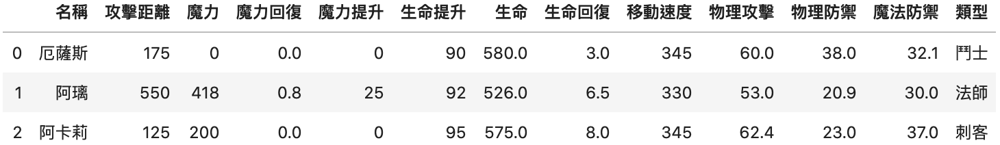 名稱 攻擊距離 魔力 魔力回復 魔力提升 生命提升 生命 生命回復 移動速度 物理攻擊 物理防禦 魔法防禦 類型
0 厄薩斯 175 0 0.0 0 90 580.0 3.0 345 60.0 38.0 32.1 鬥士
1 阿璃 550 418 0.8 25 92 526.0 6.5 330 53.0 20.9 30.0 法師
2 阿卡莉 125 200 0.0 0 95 575.0 8.0 345 62.4 23.0 37.0 刺客